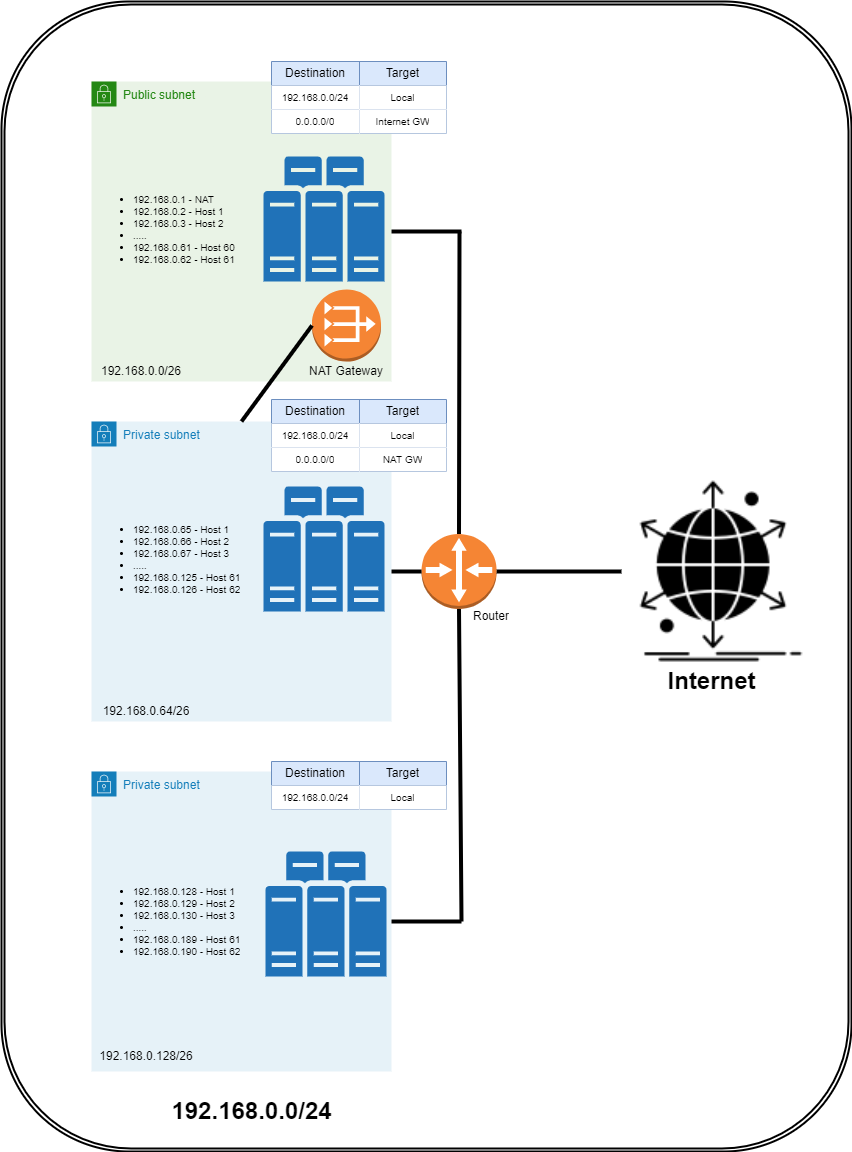 Destination Target
Public subnet
192.168.0.0/24 Local
0.0.0.0/0 Internet GW
192.168.0.1 - NAT
192.168.0.2 - Host 1
192.168.0.3 - Host 2
.....
192.168.0.61 - Host 60
192.168.0.62 - Host 61
192.168.0.0/26
NAT Gateway
Destination Target
Private subnet
192.168.0.0/24 Local
0.0.0.0/0 NAT GW
192.168.0.65 - Host 1
192.168.0.66 - Host 2
192.168.0.67 - Host 3
.....
192.168.0.125 - Host 61
192.168.0.126 - Host 62
192.168.0.64/26
Router
Internet
Destination Target
Private subnet
192.168.0.0/24 Local
192.168.0.128 - Host 1
192.168.0.129 - Host 2
192.168.0.130 - Host 3
.....
192.168.0.189 - Host 61
192.168.0.190 - Host 62
192.168.0.128/26
192.168.0.0/24